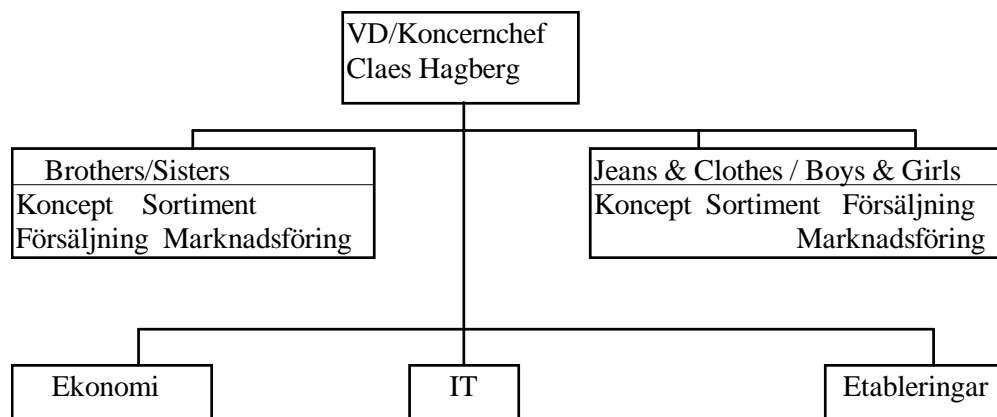 VD/Koncernchef
Claes Hagberg
Brothers/Sisters
Koncept Sortiment
Försäljning Marknadsföring
Jeans & Clothes / Boys & Girls
Koncept Sortiment Försäljning
Marknadsföring
Ekonomi
IT
Etableringar